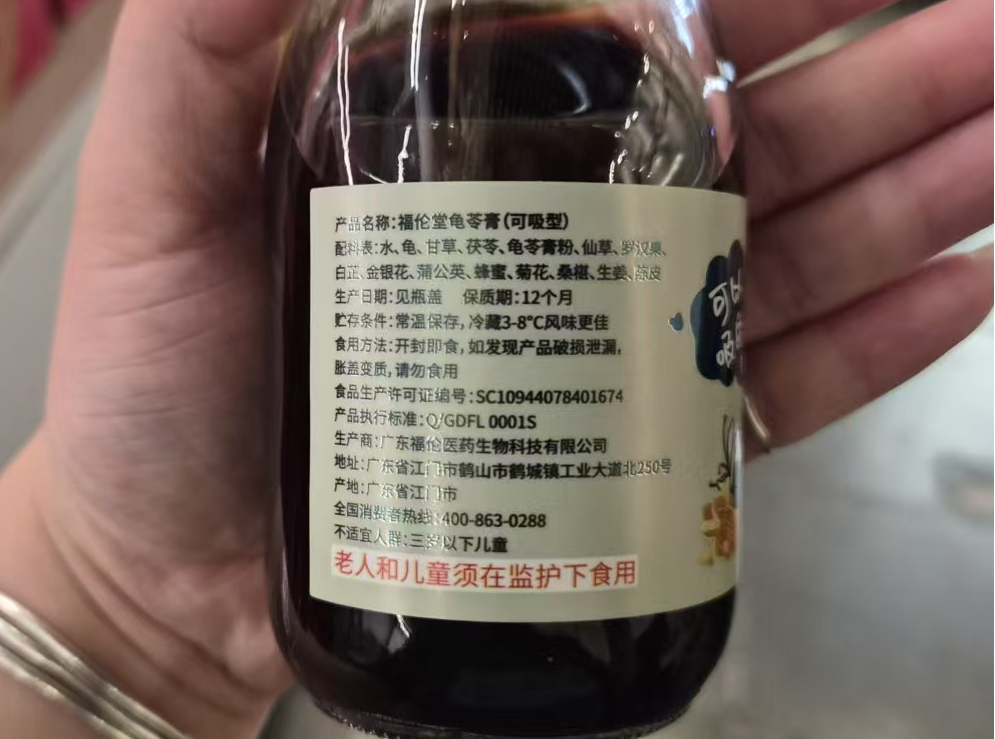 产品名称：福伦堂龟苓膏（可吸型）
配料表：水、龟、甘草、茯苓、龟苓膏粉、仙草、罗汉果、
白芷、金银花、蒲公英、蜂蜜、菊花、桑椹、生姜、陈皮
生产日期：见瓶盖 保质期：12个月
贮存条件：常温保存，冷藏3-8°C风味更佳
食用方法：开封即食，如发现产品破损泄漏，
胀盖变质，请勿食用
食品生产许可证编号：SC10944078401674
产品执行标准：Q/GDFL 0001S
生产商：广东福伦医药生物科技有限公司
地址：广东省江门市鹤山市鹤城镇工业大道北250号
产地：广东省江门市
全国消费者热线：400-863-0288
不适宜人群：三岁以下儿童
老人和儿童须在监护下食用
可以
吸